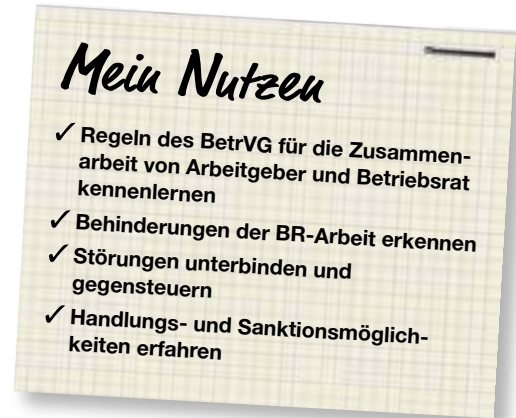 Mein Nutzen
✓ Regeln des BetrVG für die Zusammen-
arbeit von Arbeitgeber und Betriebsrat
kennenlernen
✓ Behinderungen der BR-Arbeit erkennen
✓ Störungen unterbinden und
gegensteuern
✓ Handlungs- und Sanktionsmöglich-
keiten erfahren